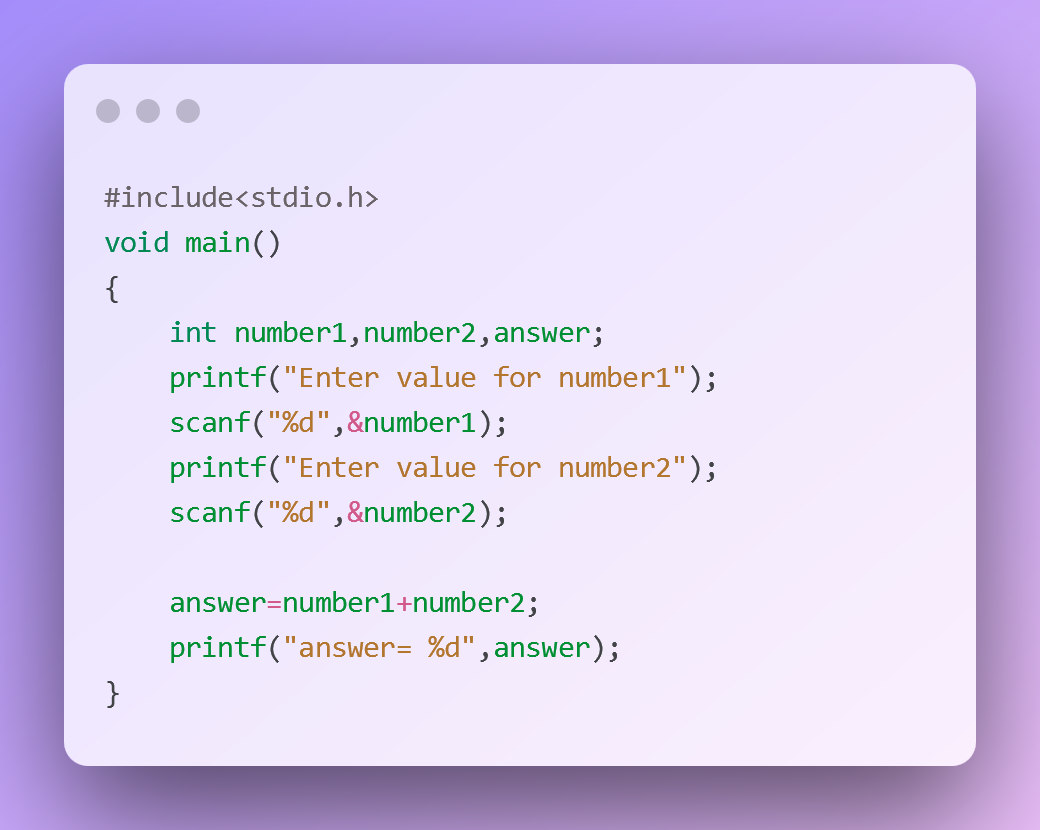 #include<stdio.h>
void main()
{
    int number1,number2,answer;
    printf("Enter value for number1");
    scanf("%d",&number1);
    printf("Enter value for number2");
    scanf("%d",&number2);

    answer=number1+number2;
    printf("answer= %d",answer);
}